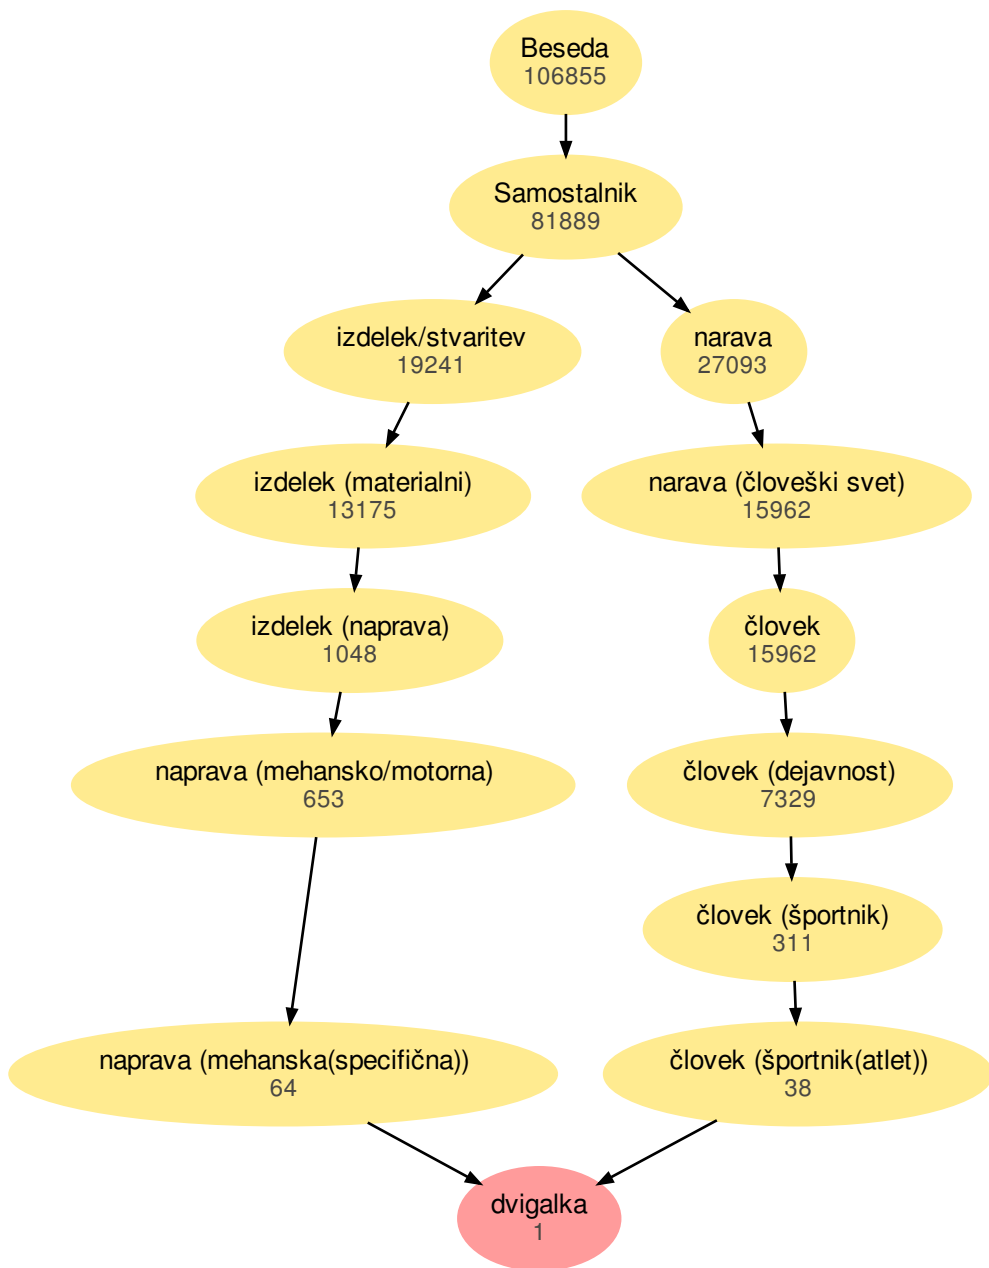 Beseda
106855
Samostalnik
81889
izdelek/stvaritev
19241
narava
27093
izdelek (materialni)
13175
narava (človeški svet)
15962
izdelek (naprava)
1048
človek
15962
naprava (mehansko/motorna)
653
človek (dejavnost)
7329
človek (športnik)
311
naprava (mehanska(specifična))
64
človek (športnik(atlet))
38
dvigalka
1